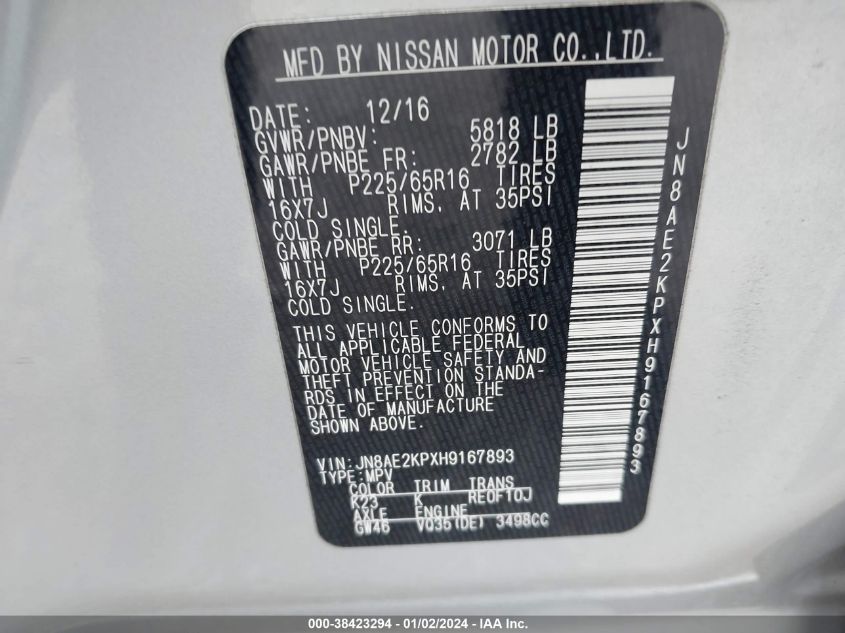 MFD BY NISSAN MOTOR CO.,LTD.
DATE: 12/16
GVWR/PNBV: 5818 LB
GAWR/PNBE FR: 2782 LB
WITH P225/65R16 TIRES
16X7J RIMS, AT 35PSI
COLD SINGLE.
GAWR/PNBE RR: 3071 LB
WITH P225/65R16 TIRES
16X7J RIMS, AT 35PSI
COLD SINGLE.
THIS VEHICLE CONFORMS TO
ALL APPLICABLE FEDERAL
MOTOR VEHICLE SAFETY AND
THEFT PREVENTION STANDA-
RDS IN EFFECT ON THE
DATE OF MANUFACTURE
SHOWN ABOVE.
VIN:JN8AE2KPXH9167893
TYPE:MPV
COLOR TRIM TRANS
K23 K RE0F10J
AXLE ENGINE
GW46 VQ35(DE) 3498CC
JN8AE2KPXH9167893
000-38423294 - 01/02/2024 - IAA Inc.